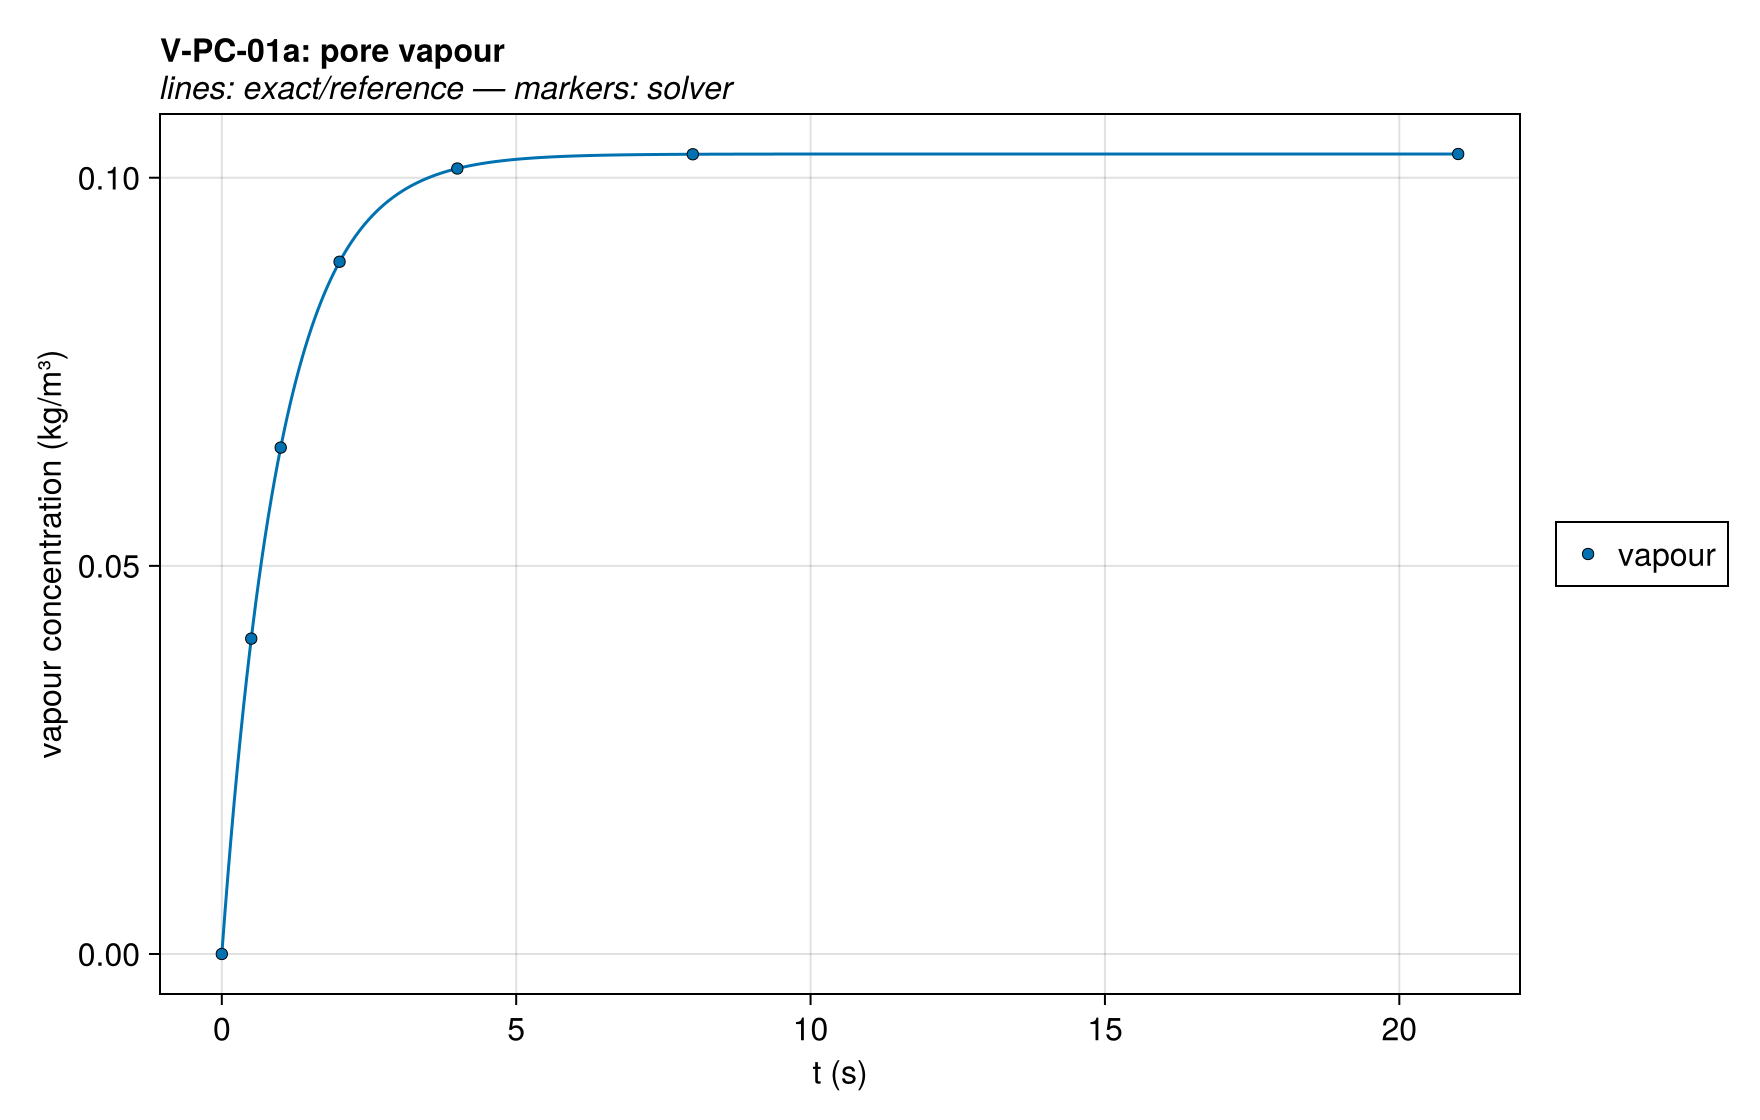 V-PC-01a: pore vapour
lines: exact/reference — markers: solver
vapour concentration (kg/m³)
0.10
0.05
0.00
0
5
10
15
20
t (s)
vapour